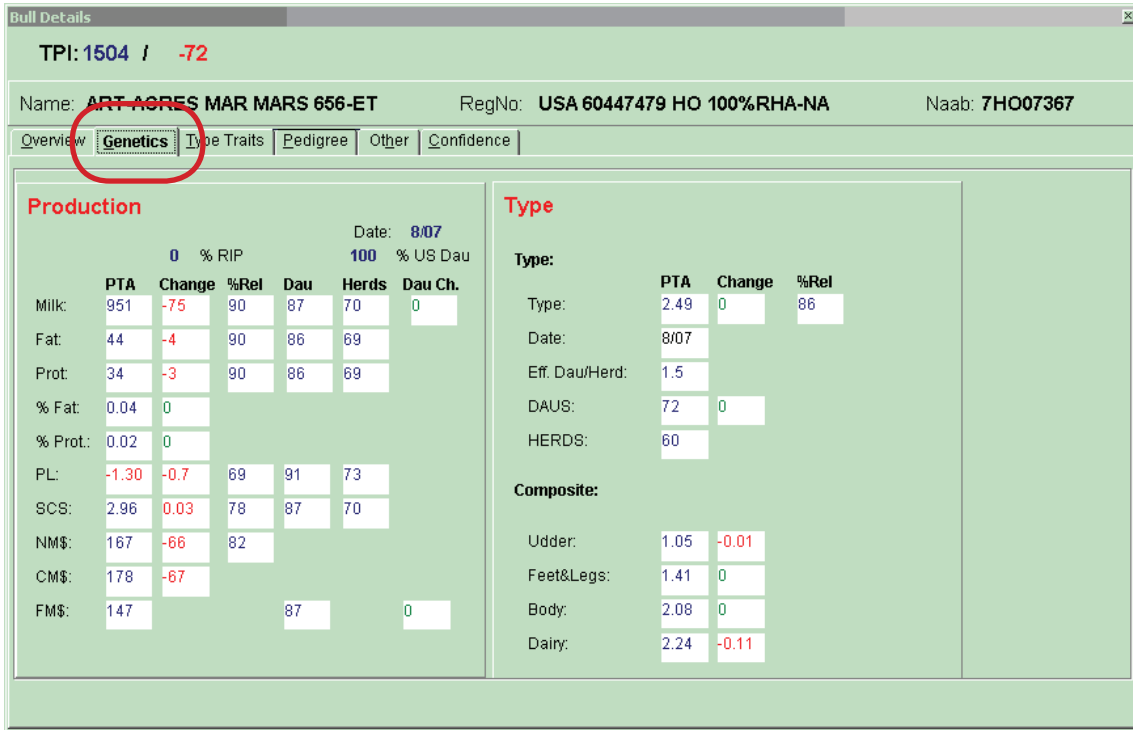 Bull Details
TPI: 1504 / -72
Name: ART-ACRES MAR MARS 656-ET RegNo: USA 60447479 HO 100%RHA-NA Naab: 7HO07367
Overview Genetics Type Traits Pedigree Other Confidence
Production
Date: 8/07
0 % RIP 100 % US Dau
PTA Change %Rel Dau Herds Dau Ch.
Milk: 951 -75 90 87 70 0
Fat: 44 -4 90 86 69
Prot: 34 -3 90 86 69
% Fat: 0.04 0
% Prot.: 0.02 0
PL: -1.30 -0.7 69 91 73
SCS: 2.96 0.03 78 87 70
NM$: 167 -66 82
CM$: 178 -67
FM$: 147 87 0
Type
Type:
PTA Change %Rel
Type: 2.49 0 86
Date: 8/07
Eff. Dau/Herd: 1.5
DAUS: 72 0
HERDS: 60
Composite:
Udder: 1.05 -0.01
Feet&Legs: 1.41 0
Body: 2.08 0
Dairy: 2.24 -0.11